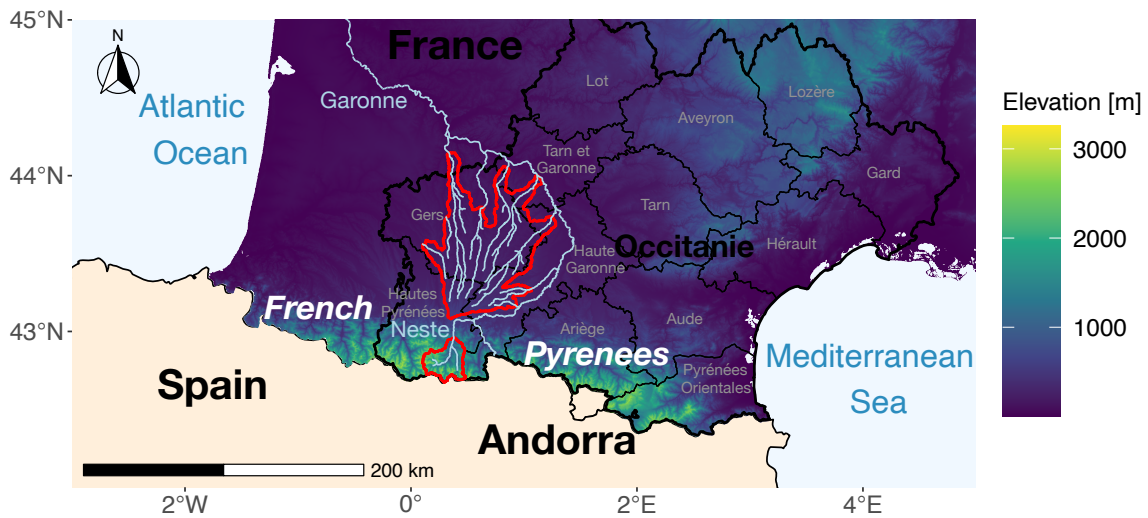 45°N
N
France
Elevation [m]
Lot
Lozère
Garonne
Atlantic
Ocean
Aveyron
3000
Tarn et
Garonne
44°N
Gard
Tarn
Gers
2000
Occitanie
Hérault
Haute
Garonne
French
Hautes
Pyrénées
43°N
Neste
Ariège
Aude
1000
Pyrenees
Mediterranean
Sea
Pyrénées
Orientales
Spain
Andorra
200 km
2°W
0°
2°E
4°E